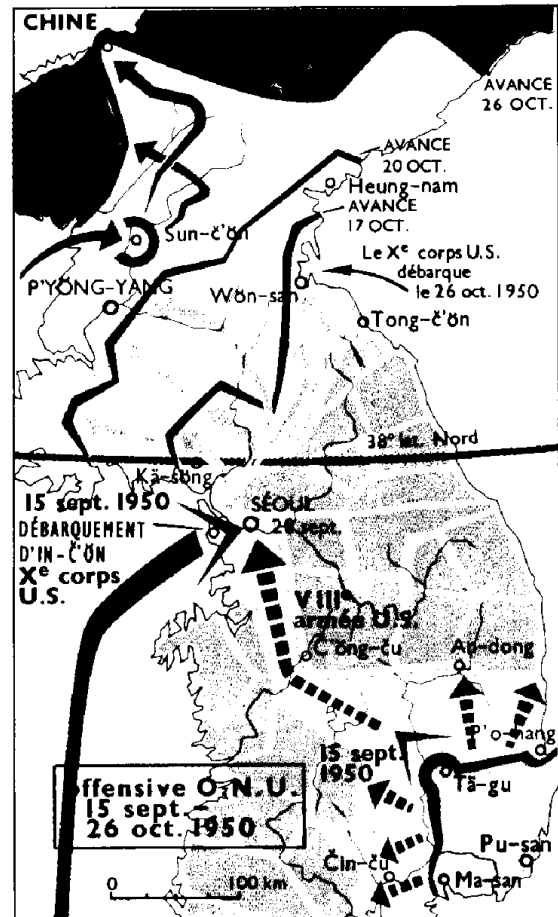 CHINE
AVANCE
26 OCT.
AVANCE
20 OCT.
Heung-nam
AVANCE
17 OCT.
Sun-č'ŏn
Le Xe corps U.S.
débarque
le 26 oct. 1950
P'YŎNG-YANG
Wŏn-san
Tong-č'ŏn
38e lat. Nord
Kä-sŏng
15 sept. 1950
DÉBARQUEMENT
D'IN-Č'ŎN
Xe corps
U.S.
SÉOUL
26 sept.
VIIIe
armée U.S.
Č'ŏng-ču
An-dong
P'o-hang
15 sept.
1950
Tä-gu
offensive O.N.U.
15 sept.-
26 oct. 1950
Čin-ču
Pu-san
Ma-san
0 100 km